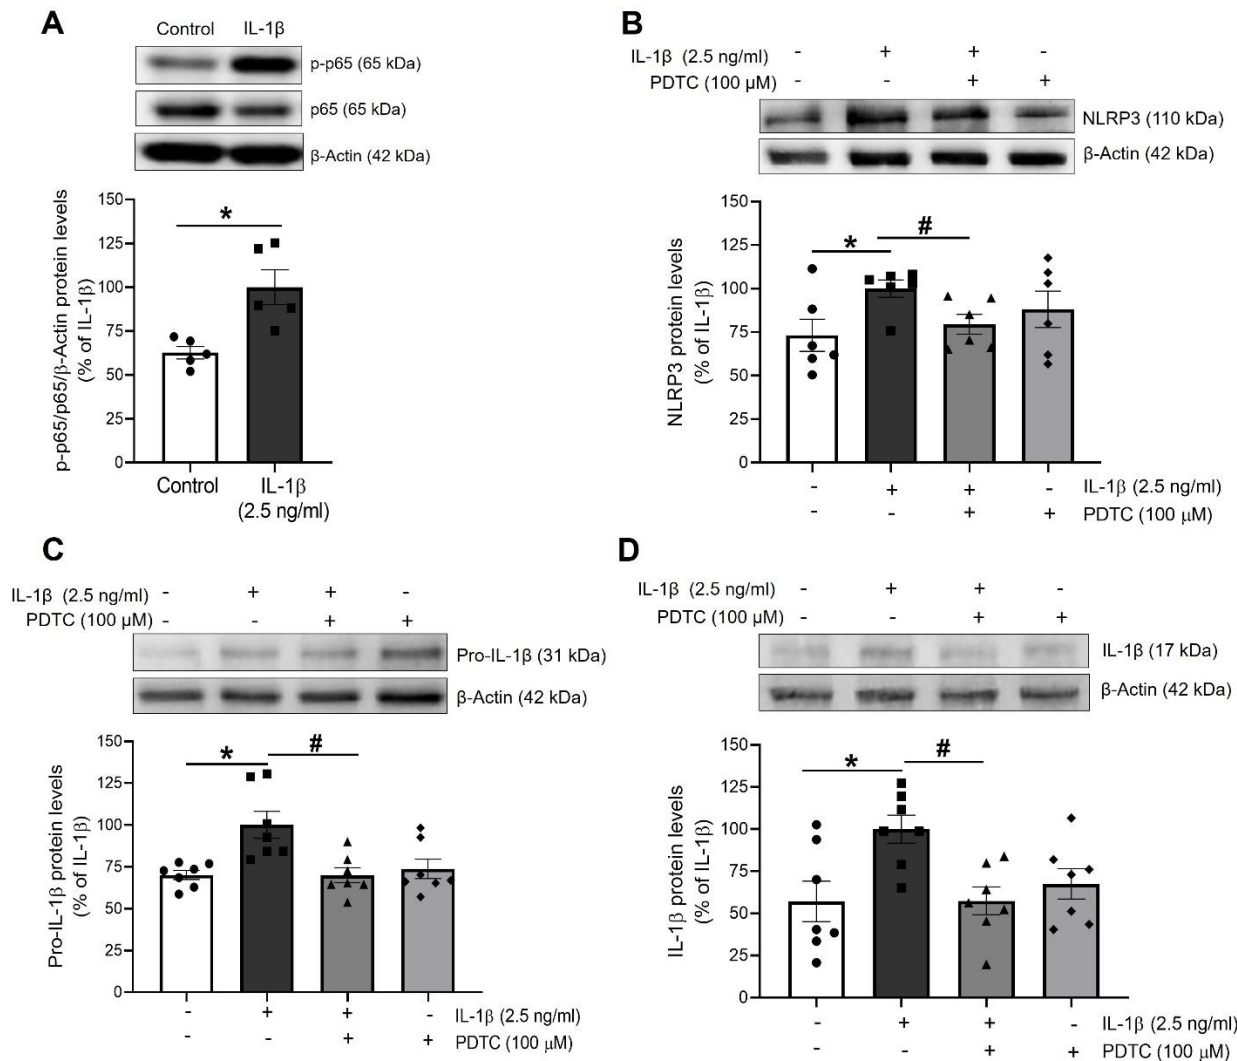 A
Control IL-1β
p-p65 (65 kDa)
p65 (65 kDa)
β-Actin (42 kDa)
p-p65/p65/β-Actin protein levels
(% of IL-1β)
150
125
100
75
50
25
0
*
Control IL-1β
(2.5 ng/ml)
B
IL-1β (2.5 ng/ml) - + + -
PDTC (100 µM) - - + +
NLRP3 (110 kDa)
β-Actin (42 kDa)
NLRP3 protein levels
(% of IL-1β)
150
125
100
75
50
25
0
* #
- + + - IL-1β (2.5 ng/ml)
- - + + PDTC (100 µM)
C
IL-1β (2.5 ng/ml) - + + -
PDTC (100 µM) - - + +
Pro-IL-1β (31 kDa)
β-Actin (42 kDa)
Pro-IL-1β protein levels
(% of IL-1β)
150
125
100
75
50
25
0
* #
- + + - IL-1β (2.5 ng/ml)
- - + + PDTC (100 µM)
D
IL-1β (2.5 ng/ml) - + + -
PDTC (100 µM) - - + +
IL-1β (17 kDa)
β-Actin (42 kDa)
IL-1β protein levels
(% of IL-1β)
150
125
100
75
50
25
0
* #
- + + - IL-1β (2.5 ng/ml)
- - + + PDTC (100 µM)